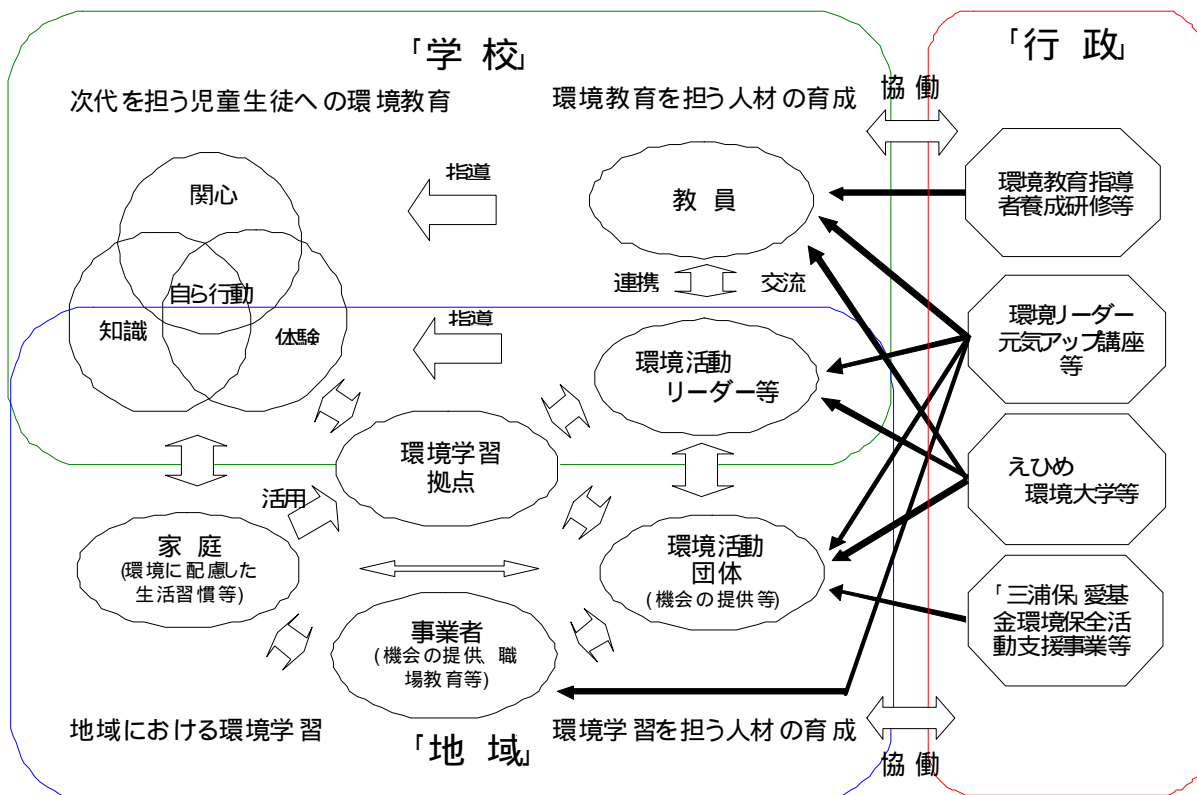 「学 校」
次代を担う児童生徒への環境教育
環境教育を担う人材の育成
関心
知識
体験
自ら行動
指導
教 員
連携
交流
指導
環境活動
リーダー等
環境学習
拠点
活用
家 庭
(環境に配慮した
生活習慣等)
環境活動
団体
(機会の提供等)
事業者
(機会の提供、職
場教育等)
地域における環境学習
「地 域」
環境学習を担う人材の育成
協 働
協 働
「行 政」
環境教育指導
者養成研修等
環境リーダー
元気アップ講座
等
えひめ
環境大学等
「三浦保」愛基
金環境保全活
動支援事業等